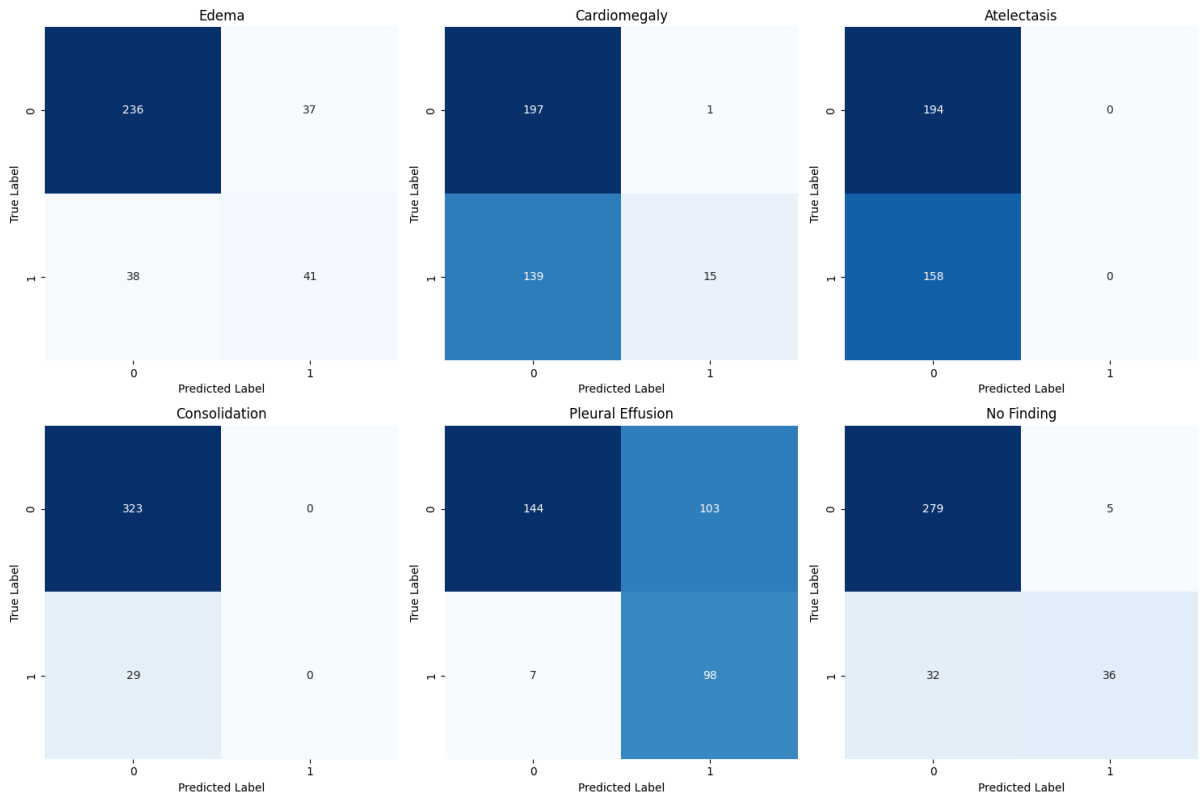 Edema
0
236
37
1
38
41
True Label
0
1
Predicted Label
Cardiomegaly
0
197
1
1
139
15
True Label
0
1
Predicted Label
Atelectasis
0
194
0
1
158
0
True Label
0
1
Predicted Label
Consolidation
0
323
0
1
29
0
True Label
0
1
Predicted Label
Pleural Effusion
0
144
103
1
7
98
True Label
0
1
Predicted Label
No Finding
0
279
5
1
32
36
True Label
0
1
Predicted Label